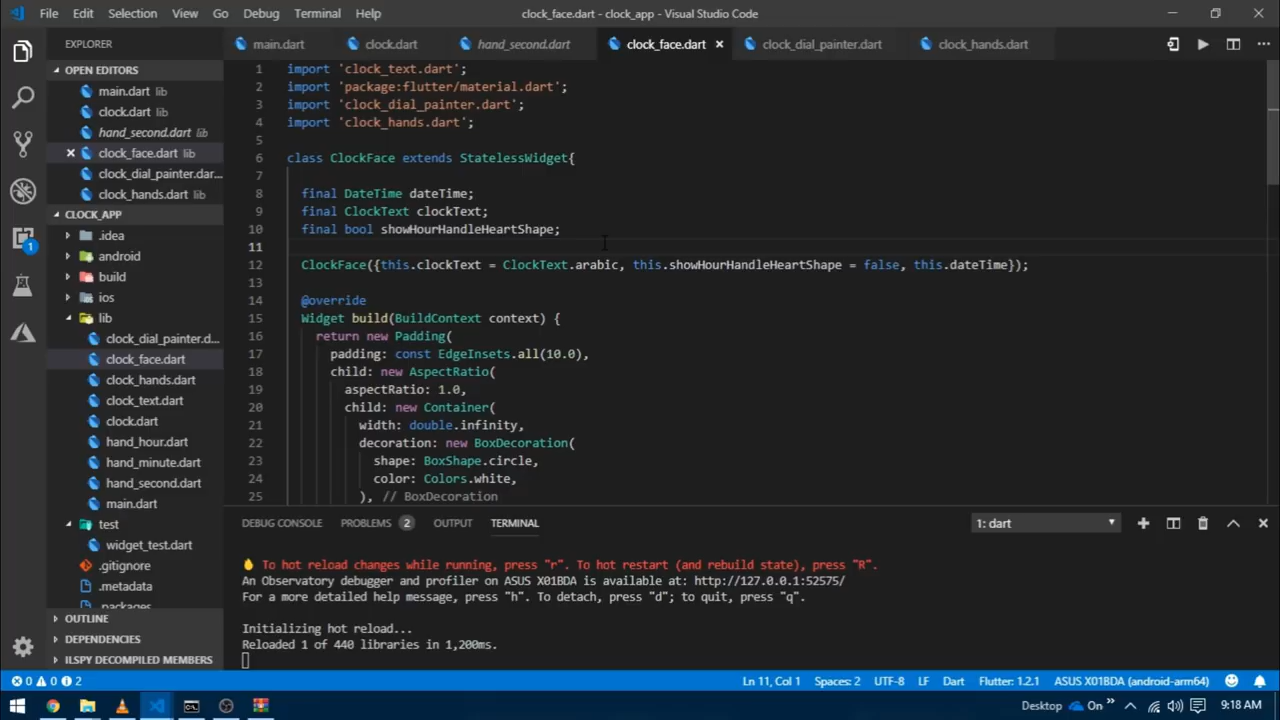 File Edit Selection View Go Debug Terminal Help
clock_face.dart - clock_app - Visual Studio Code
EXPLORER
main.dart
clock.dart
hand_second.dart
clock_face.dart
clock_dial_painter.dart
clock_hands.dart
OPEN EDITORS
main.dart lib
clock.dart lib
hand_second.dart lib
clock_face.dart lib
clock_dial_painter.dar...
clock_hands.dart lib
CLOCK_APP
.idea
android
build
ios
lib
clock_dial_painter.d...
clock_face.dart
clock_hands.dart
clock_text.dart
clock.dart
hand_hour.dart
hand_minute.dart
hand_second.dart
main.dart
test
widget_test.dart
.gitignore
.metadata
.packages
OUTLINE
DEPENDENCIES
ILSPY DECOMPILED MEMBERS
1
1 import 'clock_text.dart';
2 import 'package:flutter/material.dart';
3 import 'clock_dial_painter.dart';
4 import 'clock_hands.dart';
5
6 class ClockFace extends StatelessWidget{
7
8 final DateTime dateTime;
9 final ClockText clockText;
10 final bool showHourHandleHeartShape;
11
12 ClockFace({this.clockText = ClockText.arabic, this.showHourHandleHeartShape = false, this.dateTime});
13
14 @override
15 Widget build(BuildContext context) {
16 return new Padding(
17 padding: const EdgeInsets.all(10.0),
18 child: new AspectRatio(
19 aspectRatio: 1.0,
20 child: new Container(
21 width: double.infinity,
22 decoration: new BoxDecoration(
23 shape: BoxShape.circle,
24 color: Colors.white,
25 ), // BoxDecoration
DEBUG CONSOLE PROBLEMS 2 OUTPUT TERMINAL
1: dart
To hot reload changes while running, press "r". To hot restart (and rebuild state), press "R".
An Observatory debugger and profiler on ASUS X01BDA is available at: http://127.0.0.1:52575/
For a more detailed help message, press "h". To detach, press "d"; to quit, press "q".
Initializing hot reload...
Reloaded 1 of 440 libraries in 1,200ms.
0 0 2
Ln 11, Col 1 Spaces: 2 UTF-8 LF Dart Flutter: 1.2.1 ASUS X01BDA (android-arm64)
Desktop On 9:18 AM